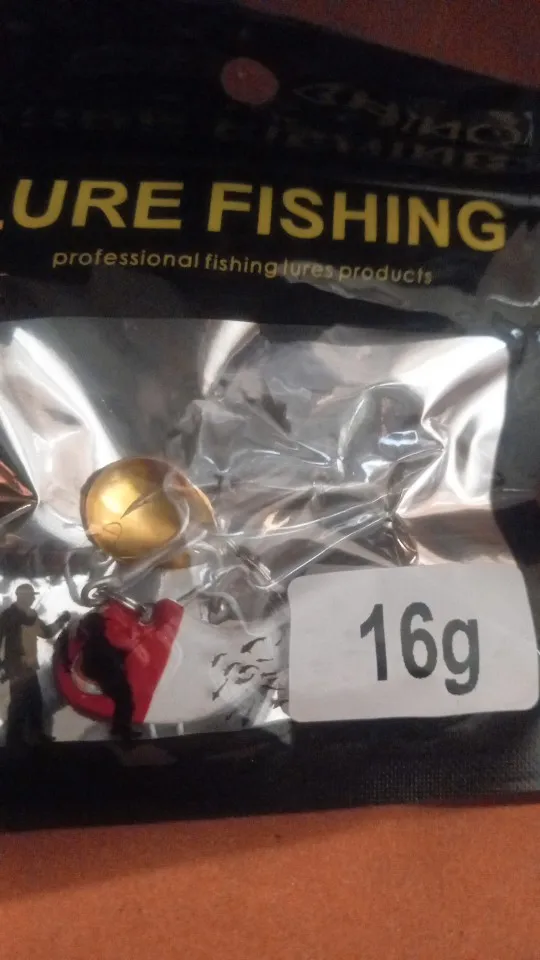 LURE FISHING
professional fishing lures products
16g